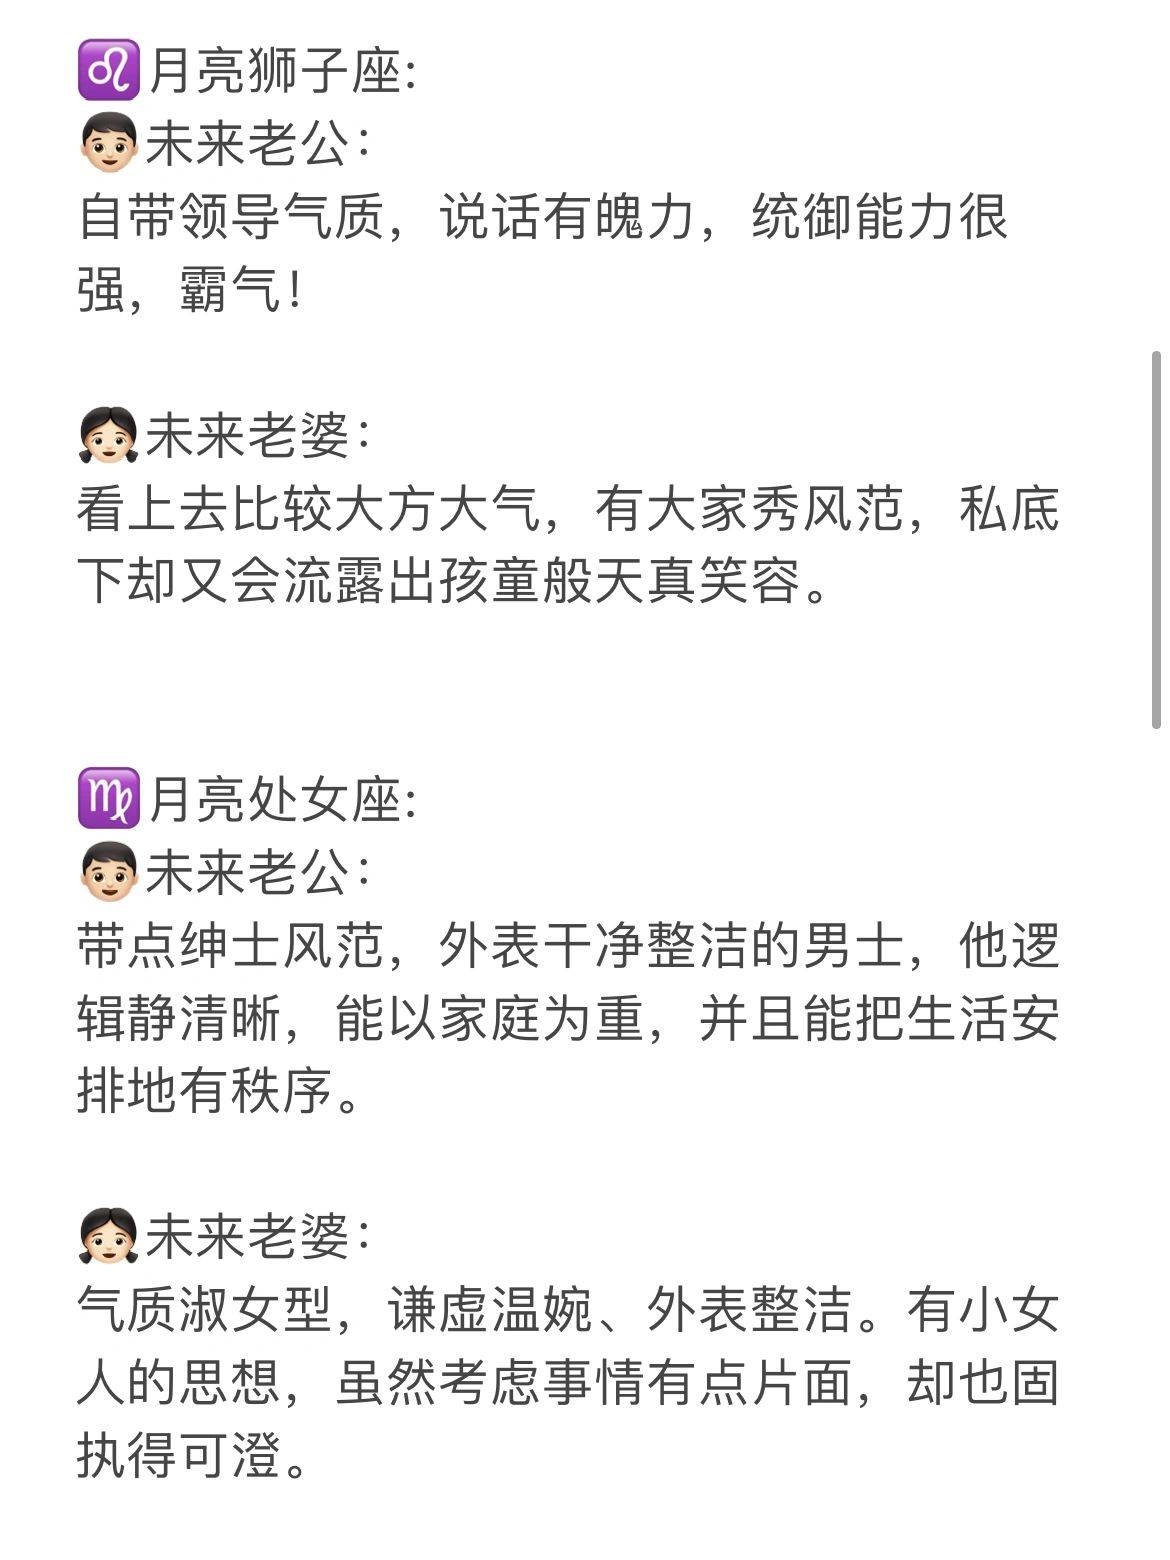 ♌月亮狮子座:
👦🏻未来老公：
自带领导气质，说话有魄力，统御能力很
强，霸气！
👧🏻未来老婆：
看上去比较大方大气，有大家秀风范，私底
下却又会流露出孩童般天真笑容。
♍月亮处女座:
👦🏻未来老公：
带点绅士风范，外表干净整洁的男士，他逻
辑静清晰，能以家庭为重，并且能把生活安
排地有秩序。
👧🏻未来老婆：
气质淑女型，谦虚温婉、外表整洁。有小女
人的思想，虽然考虑事情有点片面，却也固
执得可澄。